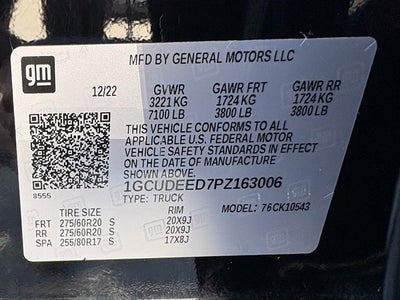 gm
MFD BY GENERAL MOTORS LLC
12/22 GVWR GAWR FRT GAWR RR
3221 KG 1724 KG 1724 KG
7100 LB 3800 LB 3800 LB
THIS VEHICLE CONFORMS TO ALL
APPLICABLE U.S. FEDERAL MOTOR
VEHICLE SAFETY STANDARDS IN EFFECT
ON THE DATE OF MANUFACTURE
SHOWN ABOVE.
1GCUDEED7PZ163006
8555 TYPE: TRUCK
TIRE SIZE RIM MODEL: 76CK10543
FRT 275/60R20 S 20X9J
RR 275/60R20 S 20X9J
SPA 255/80R17 S 17X8J